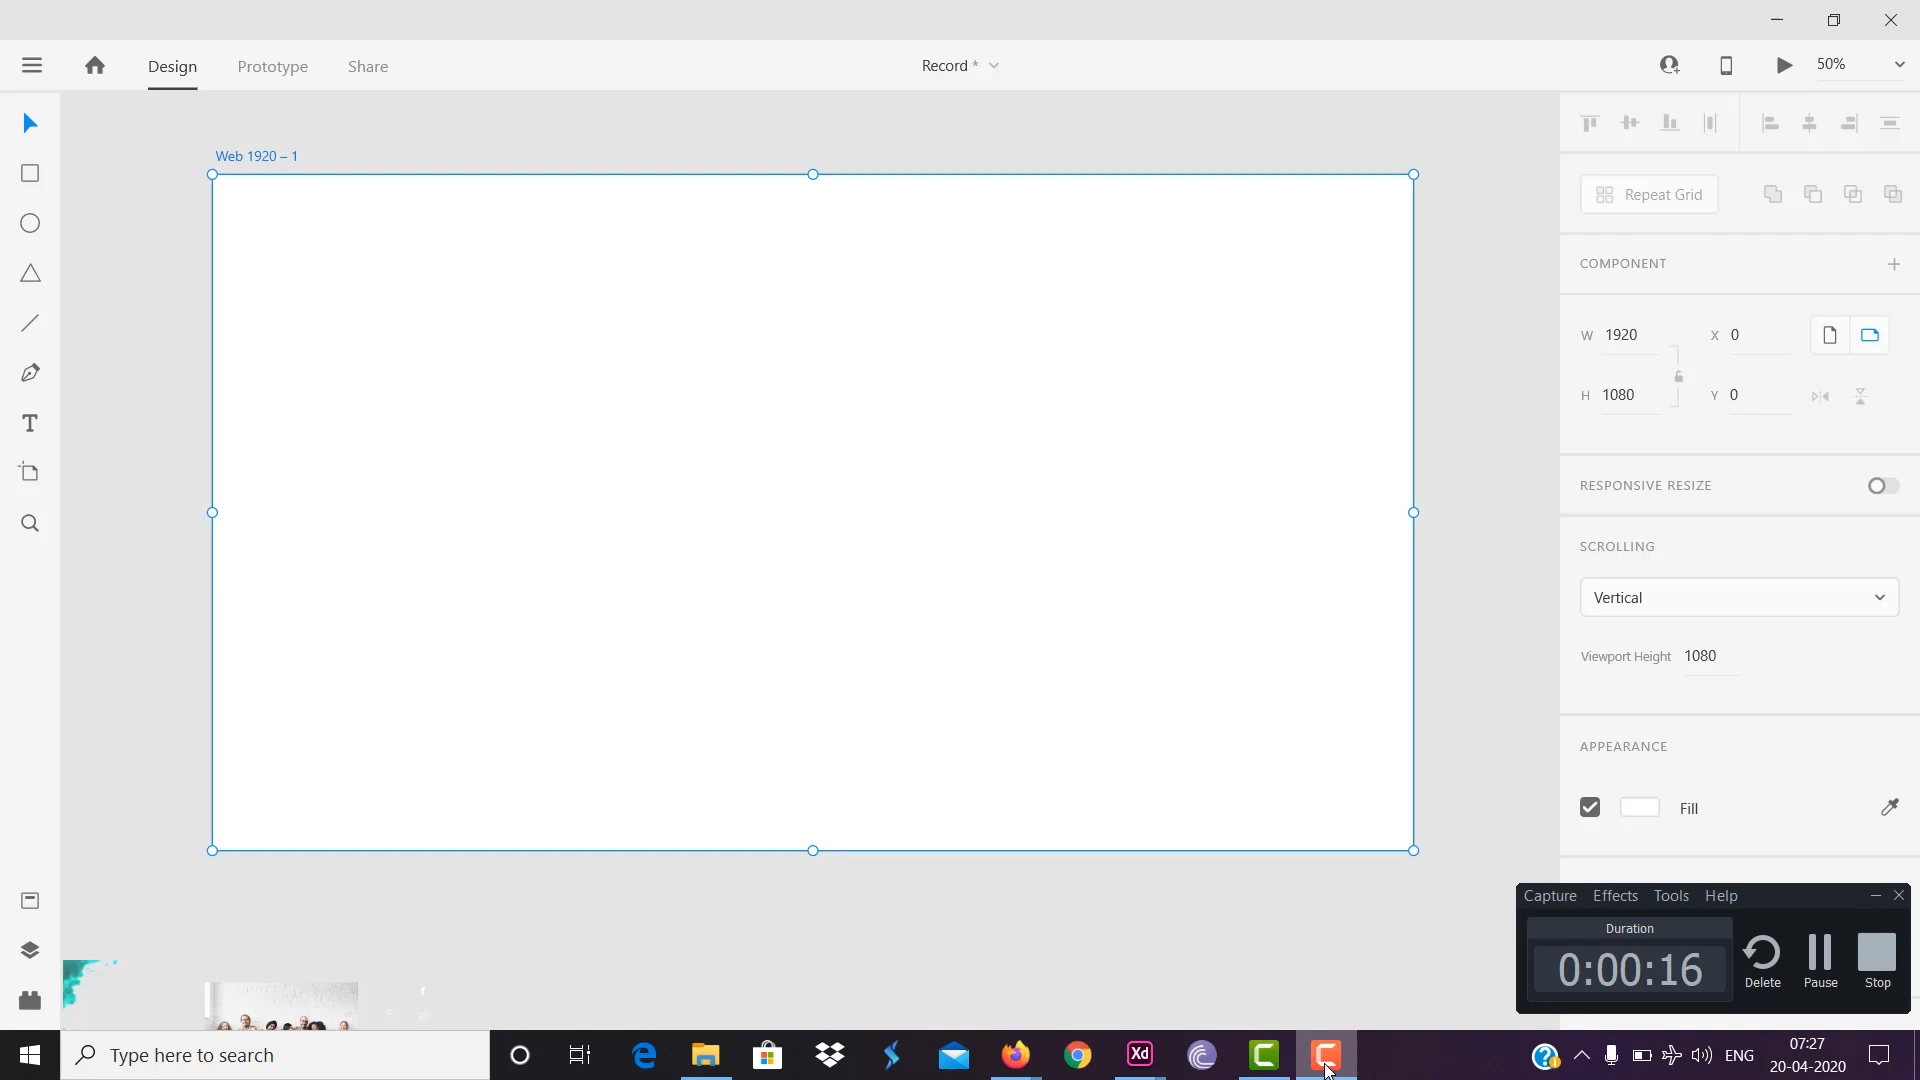 Design
Prototype
Share
Record *
50%
Web 1920 – 1
Repeat Grid
COMPONENT
W 1920
X 0
H 1080
Y 0
RESPONSIVE RESIZE
SCROLLING
Vertical
Viewport Height 1080
APPEARANCE
Fill
Capture Effects Tools Help
Duration
0:00:16
Delete
Pause
Stop
Type here to search
Xd
ENG
07:27
20-04-2020